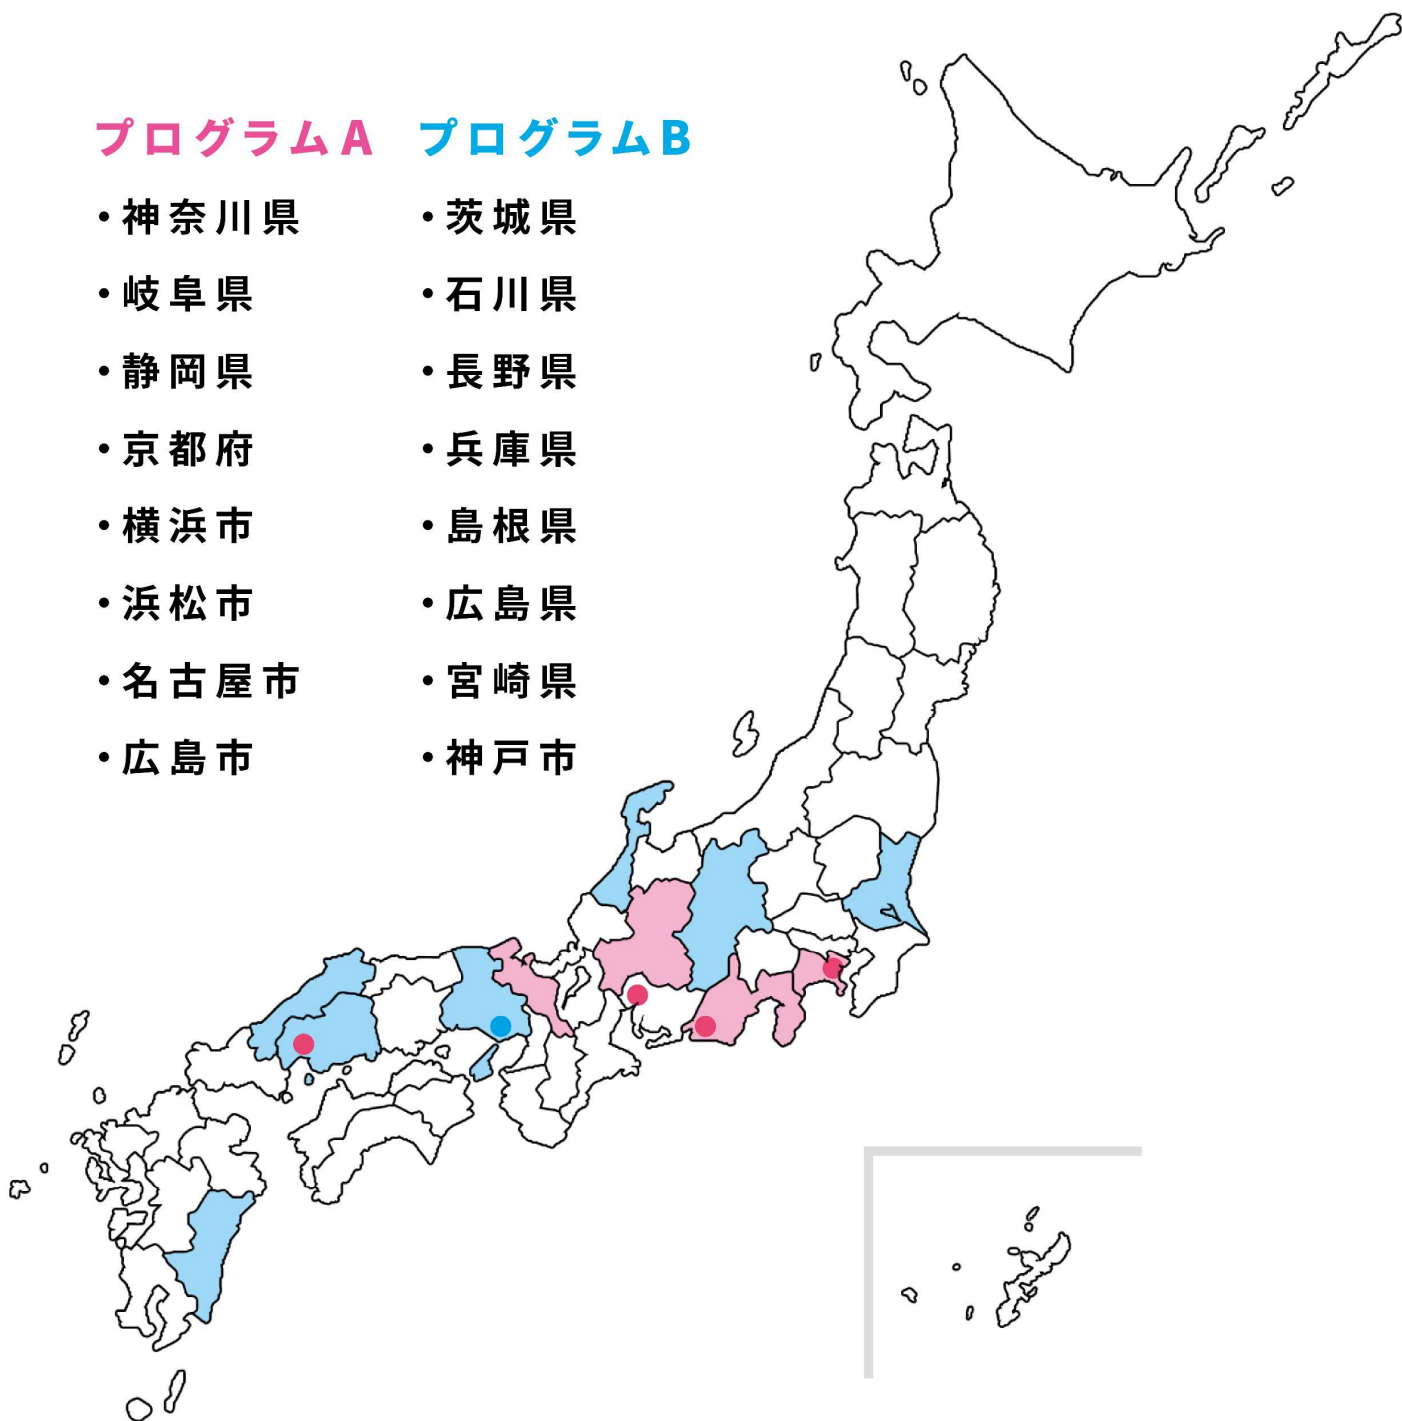 プログラムA
・神奈川県
・岐阜県
・静岡県
・京都府
・横浜市
・浜松市
・名古屋市
・広島市
プログラムB
・茨城県
・石川県
・長野県
・兵庫県
・島根県
・広島県
・宮崎県
・神戸市